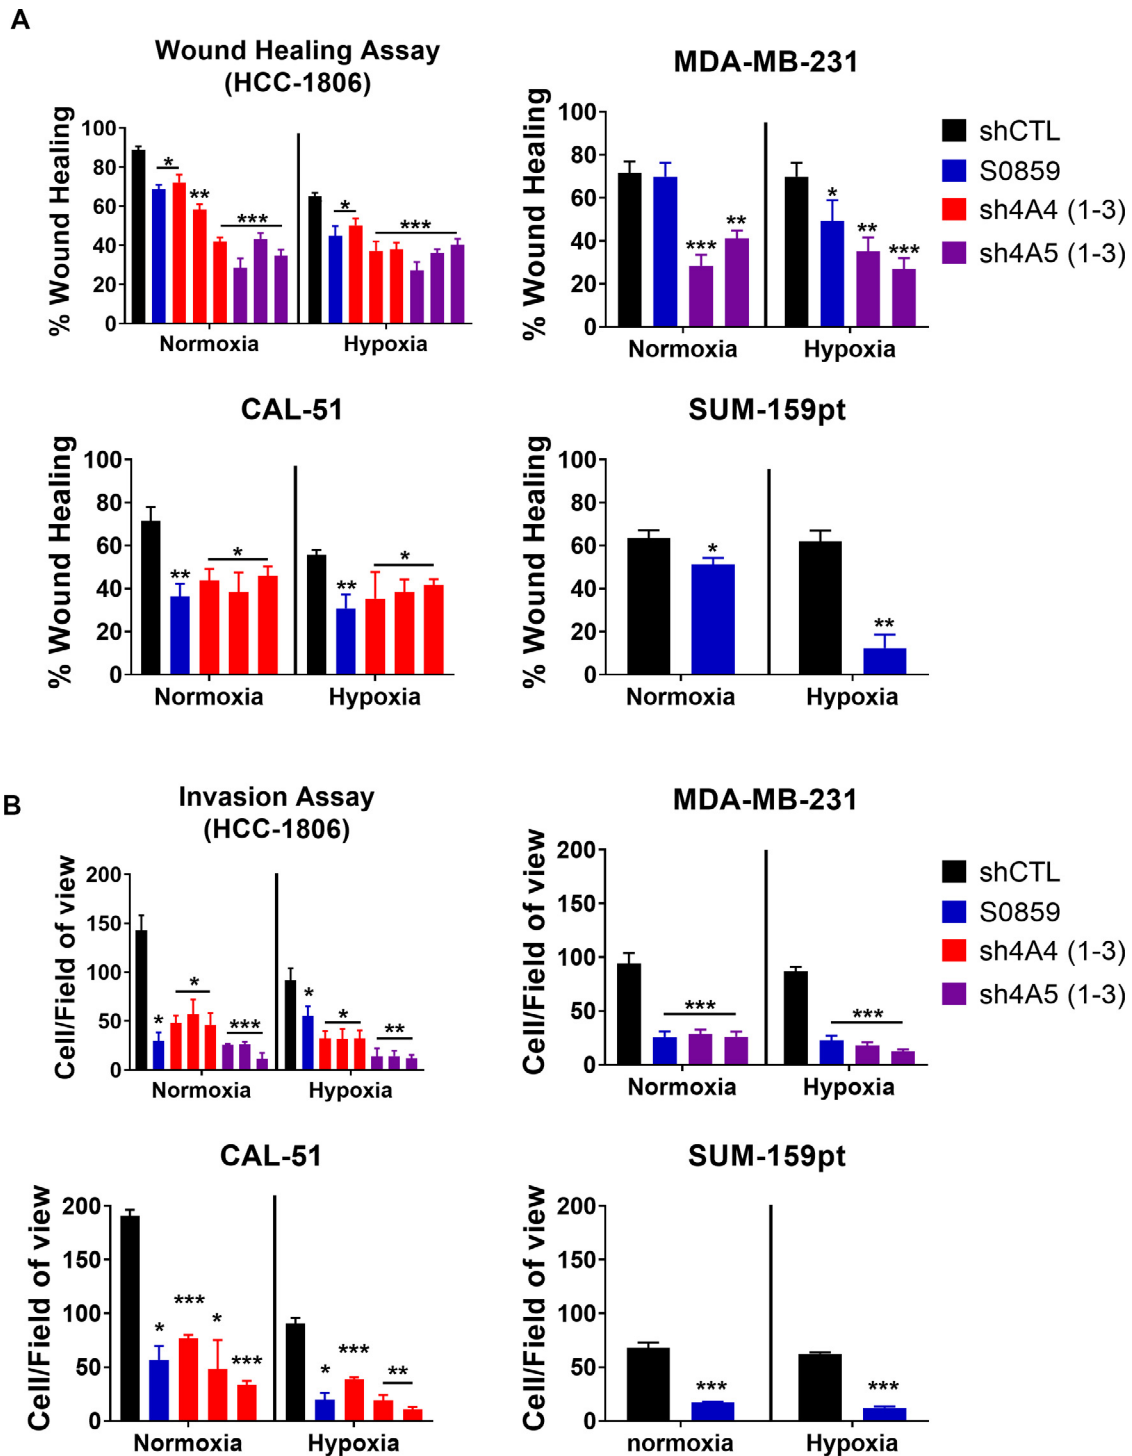 A
Wound Healing Assay
(HCC-1806)
% Wound Healing
100
80
60
40
20
0
*
**
***
*
***
Normoxia
Hypoxia
MDA-MB-231
% Wound Healing
100
80
60
40
20
0
***
**
*
**
***
Normoxia
Hypoxia
shCTL
S0859
sh4A4 (1-3)
sh4A5 (1-3)
CAL-51
% Wound Healing
100
80
60
40
20
0
**
*
**
*
Normoxia
Hypoxia
SUM-159pt
% Wound Healing
100
80
60
40
20
0
*
**
Normoxia
Hypoxia
B
Invasion Assay
(HCC-1806)
Cell/Field of view
200
150
100
50
0
*
*
***
*
*
**
Normoxia
Hypoxia
MDA-MB-231
Cell/Field of view
200
150
100
50
0
***
***
Normoxia
Hypoxia
shCTL
S0859
sh4A4 (1-3)
sh4A5 (1-3)
CAL-51
Cell/Field of view
200
150
100
50
0
*
***
*
***
*
***
**
Normoxia
Hypoxia
SUM-159pt
Cell/Field of view
200
150
100
50
0
***
***
normoxia
Hypoxia